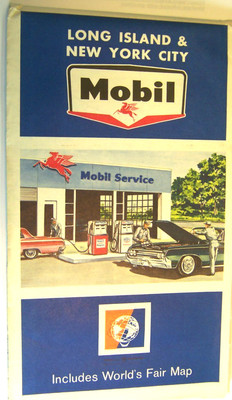 LONG ISLAND &
NEW YORK CITY
Mobil
Mobil Service
Includes World's Fair Map